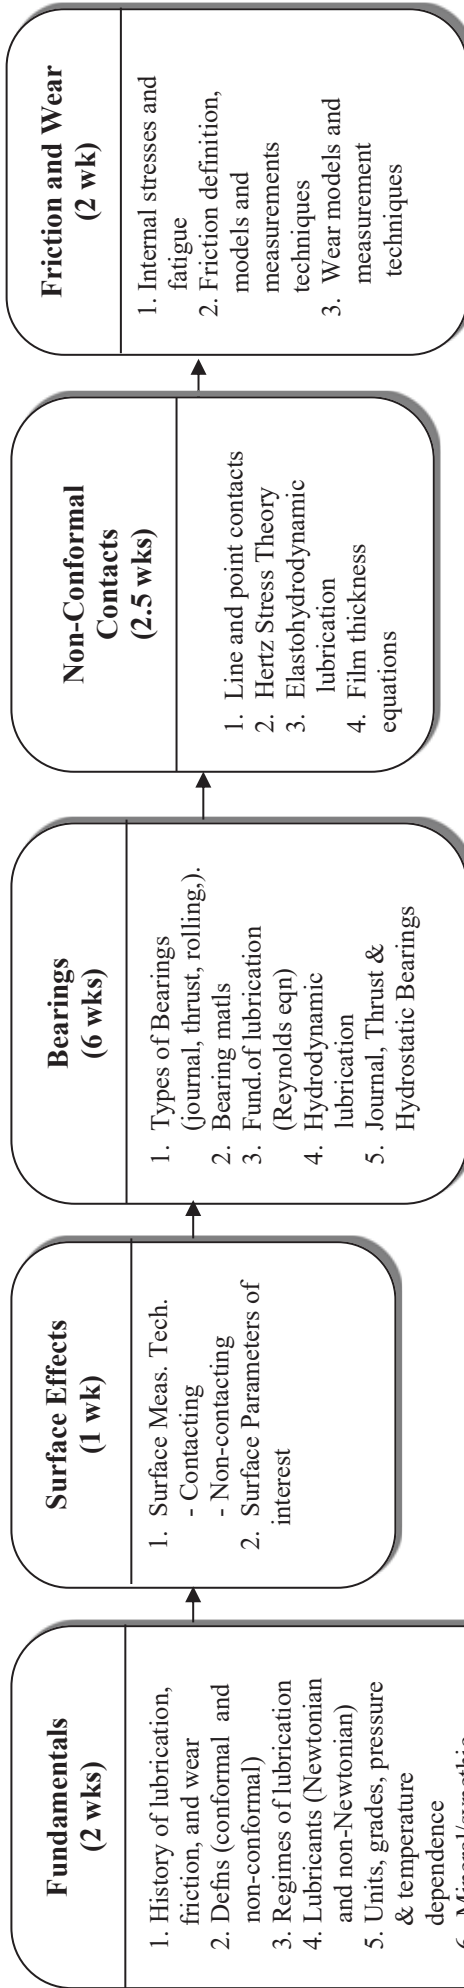 Fundamentals
(2 wks)
1. History of lubrication,
friction, and wear
2. Defns (conformal and
non-conformal)
3. Regimes of lubrication
4. Lubricants (Newtonian
and non-Newtonian)
5. Units, grades, pressure
& temperature
dependence
6.
Surface Effects
(1 wk)
1. Surface Meas. Tech.
- Contacting
- Non-contacting
2. Surface Parameters of
interest
Bearings
(6 wks)
1. Types of Bearings
(journal, thrust, rolling,).
2. Bearing matls
3. Fund.of lubrication
(Reynolds eqn)
4. Hydrodynamic
lubrication
5. Journal, Thrust &
Hydrostatic Bearings
Non-Conformal
Contacts
(2.5 wks)
1. Line and point contacts
2. Hertz Stress Theory
3. Elastohydrodynamic
lubrication
4. Film thickness
equations
Friction and Wear
(2 wk)
1. Internal stresses and
fatigue
2. Friction definition,
models and
measurements
techniques
3. Wear models and
measurement
techniques